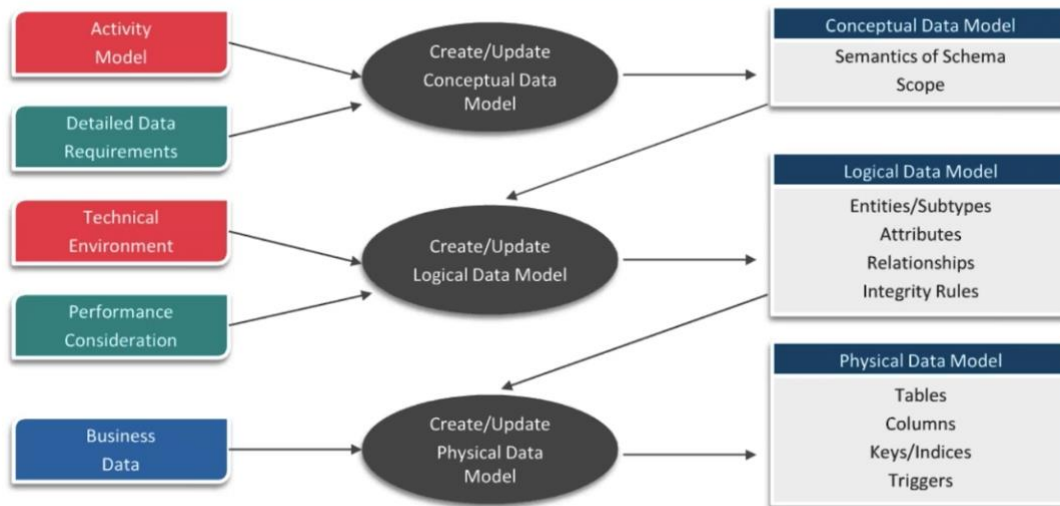 Activity
Model
Create/Update
Conceptual Data
Model
Conceptual Data Model
Semantics of Schema
Scope
Detailed Data
Requirements
Technical
Environment
Create/Update
Logical Data Model
Logical Data Model
Entities/Subtypes
Attributes
Relationships
Integrity Rules
Performance
Consideration
Business
Data
Create/Update
Physical Data
Model
Physical Data Model
Tables
Columns
Keys/Indices
Triggers